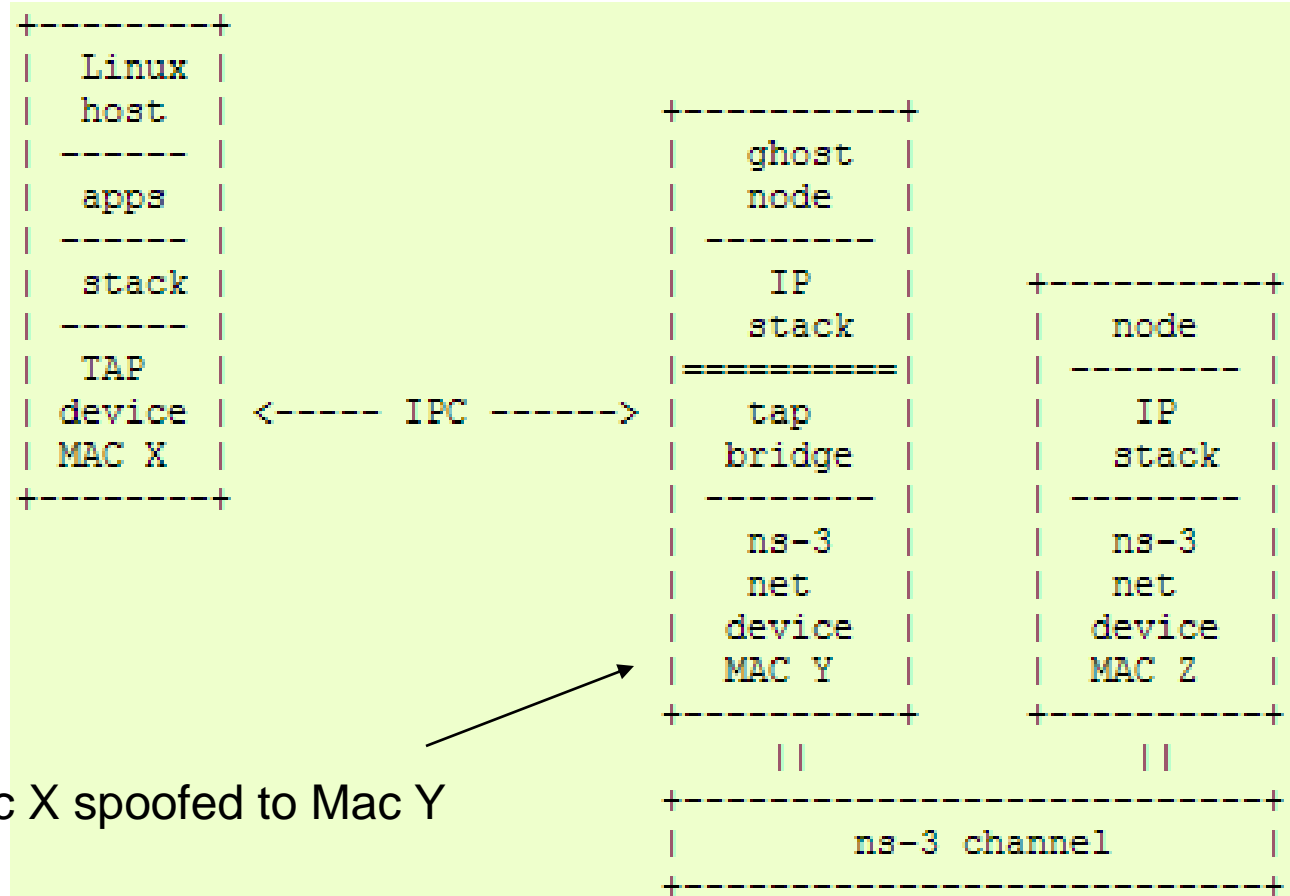 +--------+
| Linux |
| host |
| ------ |
| apps |
| ------ |
| stack |
| ------ |
| TAP |
| device | <----- IPC ------>
| MAC X |
+--------+
+----------+
| ghost |
| node |
| -------- |
| IP |
| stack |
|==========|
| tap |
| bridge |
| -------- |
| ns-3 |
| net |
| device |
| MAC Y |
+----------+
||
+----------+
| node |
| -------- |
| IP |
| stack |
| -------- |
| ns-3 |
| net |
| device |
| MAC Z |
+----------+
||
c X spoofed to Mac Y
+--------------------------+
| ns-3 channel |
+--------------------------+